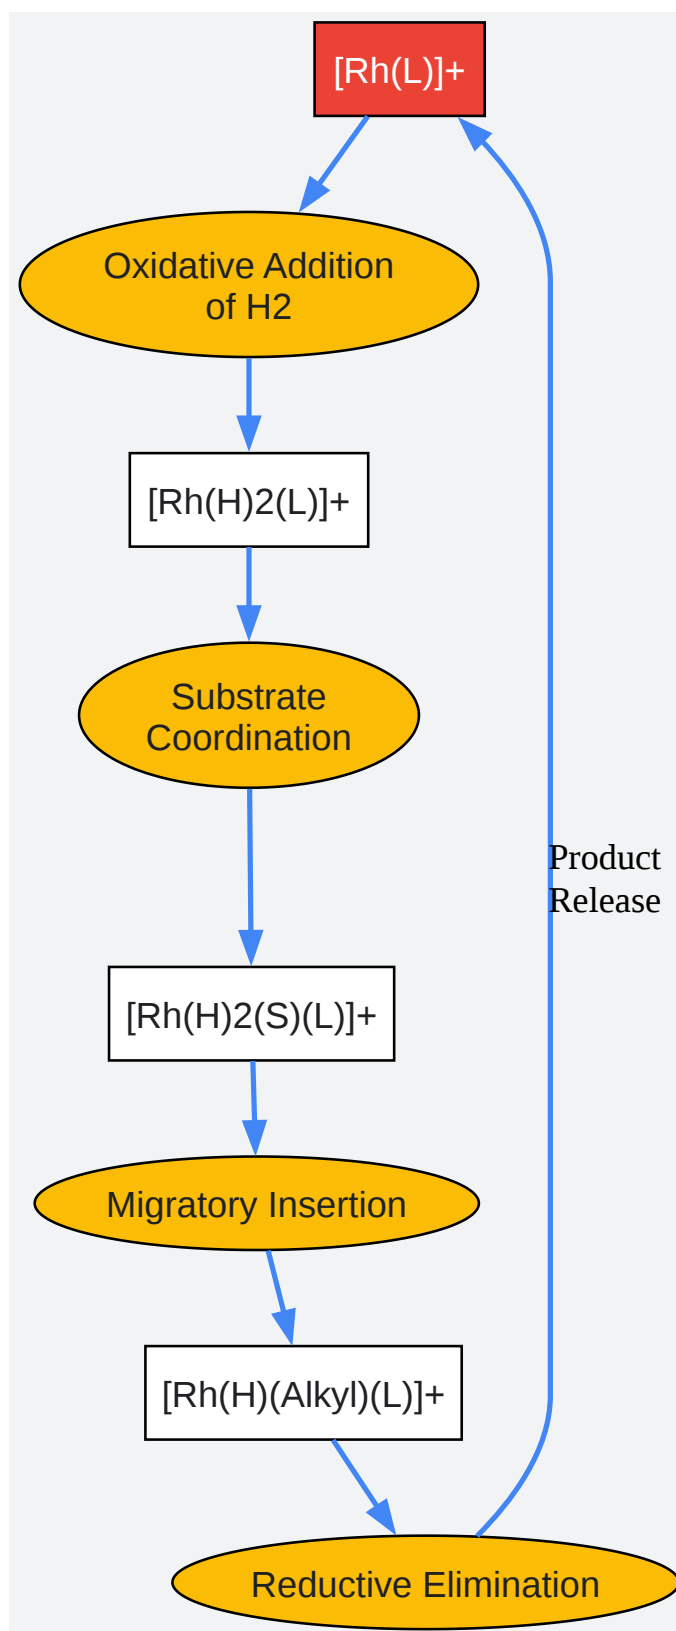 [Rh(L)]+
Oxidative Addition
of H2
[Rh(H)2(L)]+
Substrate
Coordination
Product
Release
[Rh(H)2(S)(L)]+
Migratory Insertion
[Rh(H)(Alkyl)(L)]+
Reductive Elimination